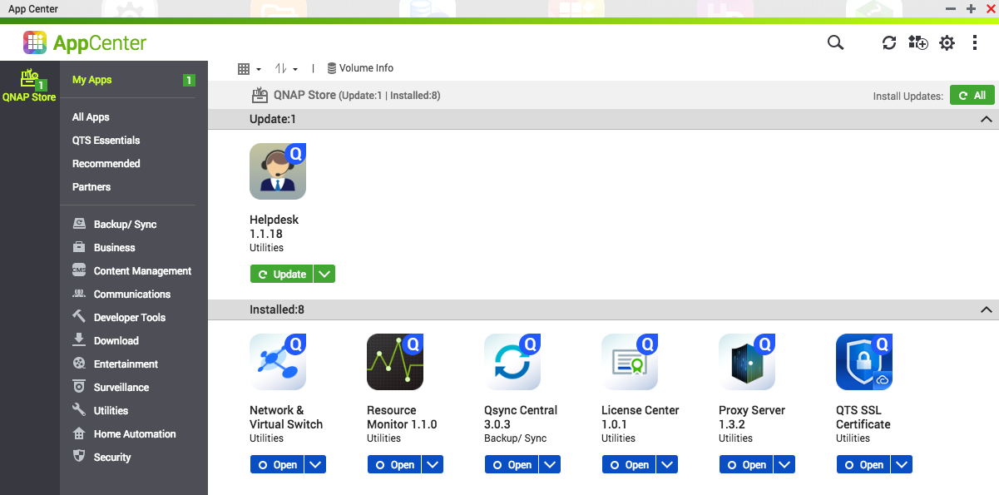 App Center
AppCenter
1
QNAP Store
My Apps 1
All Apps
QTS Essentials
Recommended
Partners
Backup/ Sync
Business
CMS Content Management
Communications
Developer Tools
Download
Entertainment
Surveillance
Utilities
Home Automation
Security
| Volume Info
QNAP Store (Update:1 | Installed:8)
Install Updates: All
Update:1
Q
Helpdesk
1.1.18
Utilities
Update
Installed:8
Q Q Q Q Q Q
Network &
Virtual Switch
Utilities
Open
Resource
Monitor 1.1.0
Utilities
Open
Qsync Central
3.0.3
Backup/ Sync
Open
License Center
1.0.1
Utilities
Open
Proxy Server
1.3.2
Utilities
Open
QTS SSL
Certificate
Utilities
Open